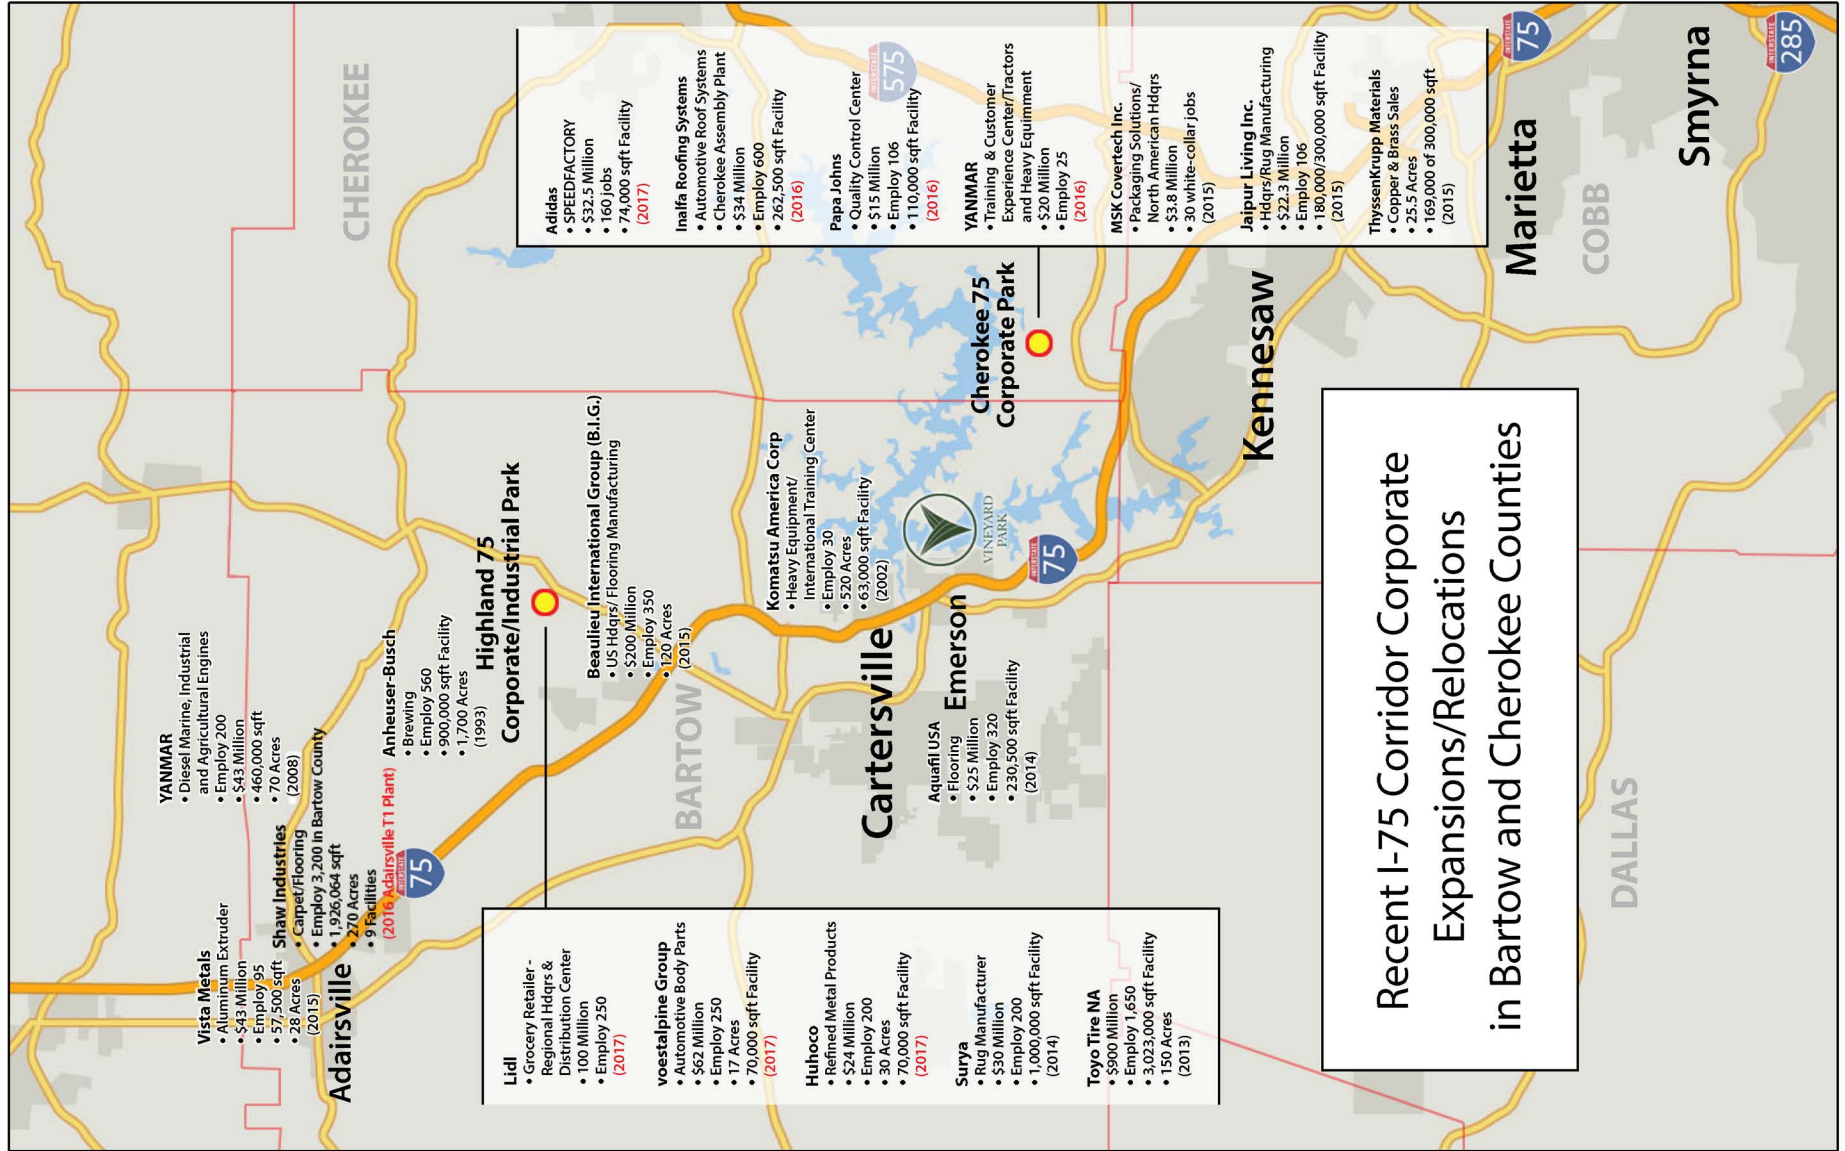 CHEROKEE
Adidas
• SPEEDFACTORY
• $32.5 Million
• 160 jobs
• 74,000 sqft Facility
(2017)
Inalfa Roofing Systems
• Automotive Roof Systems
• Cherokee Assembly Plant
• $34 Million
• Employ 600
• 262,500 sqft Facility
(2016)
Papa Johns
• Quality Control Center
• $15 Million
• Employ 106
• 110,000 sqft Facility
(2016)
YANMAR
• Training & Customer
Experience Center/Tractors
and Heavy Equimment
• $20 Million
• Employ 25
(2016)
MSK Covertech Inc.
• Packaging Solutions/
North American Hdqrs
• $3.8 Million
• 30 white-collar jobs
(2015)
Jaipur Living Inc.
• Hdqrs/Rug Manufacturing
• $22.3 Million
• Employ 106
• 180,000/300,000 sqft Facility
(2015)
ThyssenKrupp Materials
• Copper & Brass Sales
• 25.5 Acres
• 169,000 of 300,000 sqft
(2015)
INTERSTATE
575
INTERSTATE
75
INTERSTATE
285
Smyrna
Marietta
COBB
Kennesaw
Cherokee 75
Corporate Park
YANMAR
• Diesel Marine, Industrial
and Agricultural Engines
• Employ 200
• $43 Million
• 460,000 sqft
• 70 Acres
(2008)
Vista Metals
• Aluminum Extruder
• $43 Million
• Employ 95
• 57,500 sqft
• 28 Acres
(2015)
Shaw Industries
• Carpet/Flooring
• Employ 3,200 in Bartow County
• 1,926,064 sqft
• 270 Acres
• 9 Facilities
(2016 Adairsville T1 Plant)
Adairsville
INTERSTATE
75
Anheuser-Busch
• Brewing
• Employ 560
• 900,000 sqft Facility
• 1,700 Acres
(1993)
Highland 75
Corporate/Industrial Park
Beaulieu International Group (B.I.G.)
• US Hdqrs/ Flooring Manufacturing
• $200 Million
• Employ 350
• 120 Acres
(2015)
BARTOW
Komatsu America Corp
• Heavy Equipment/
International Training Center
• Employ 30
• 520 Acres
• 63,000 sqft Facility
(2002)
VINEYARD
PARK
INTERSTATE
75
Cartersville
Emerson
Aquafil USA
• Flooring
• $25 Million
• Employ 320
• 230,500 sqft Facility
(2014)
Lidl
• Grocery Retailer -
Regional Hdqrs &
Distribution Center
• 100 Million
• Employ 250
(2017)
voestalpine Group
• Automotive Body Parts
• $62 Million
• Employ 250
• 17 Acres
• 70,000 sqft Facility
(2017)
Huhoco
• Refined Metal Products
• $24 Million
• Employ 200
• 30 Acres
• 70,000 sqft Facility
(2017)
Surya
• Rug Manufacturer
• $30 Million
• Employ 200
• 1,000,000 sqft Facility
(2014)
Toyo Tire NA
• $900 Million
• Employ 1,650
• 3,023,000 sqft Facility
• 150 Acres
(2013)
Recent I-75 Corridor Corporate
Expansions/Relocations
in Bartow and Cherokee Counties
DALLAS